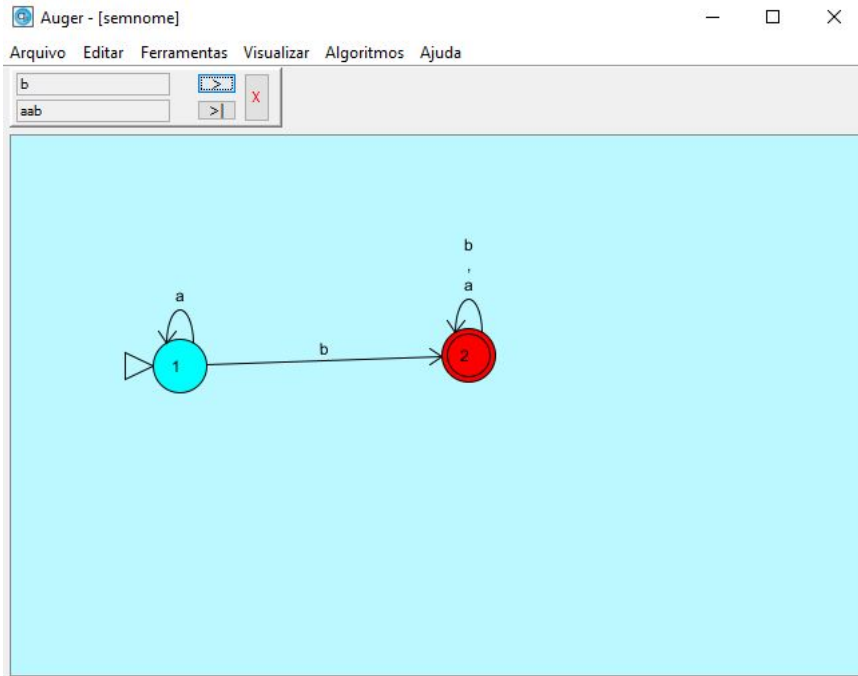 Auger - [semnome]
Arquivo Editar Ferramentas Visualizar Algoritmos Ajuda
b >
X
aab >|
b
,
a
a
b
1
2